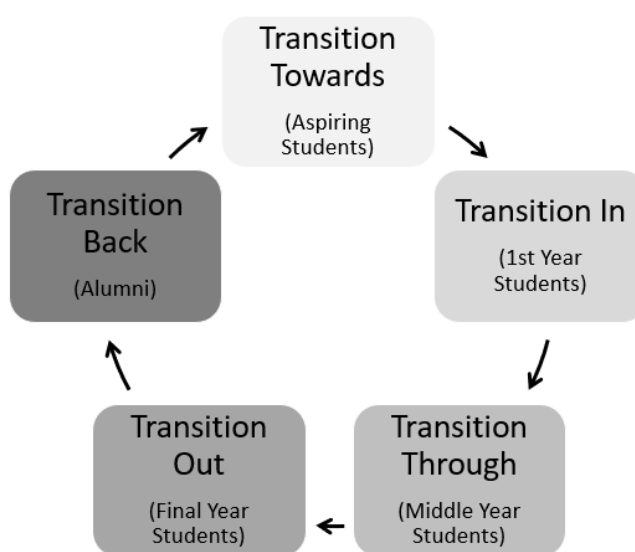 Transition
Towards
(Aspiring
Students)
Transition In
(1st Year
Students)
Transition
Through
(Middle Year
Students)
Transition
Out
(Final Year
Students)
Transition
Back
(Alumni)